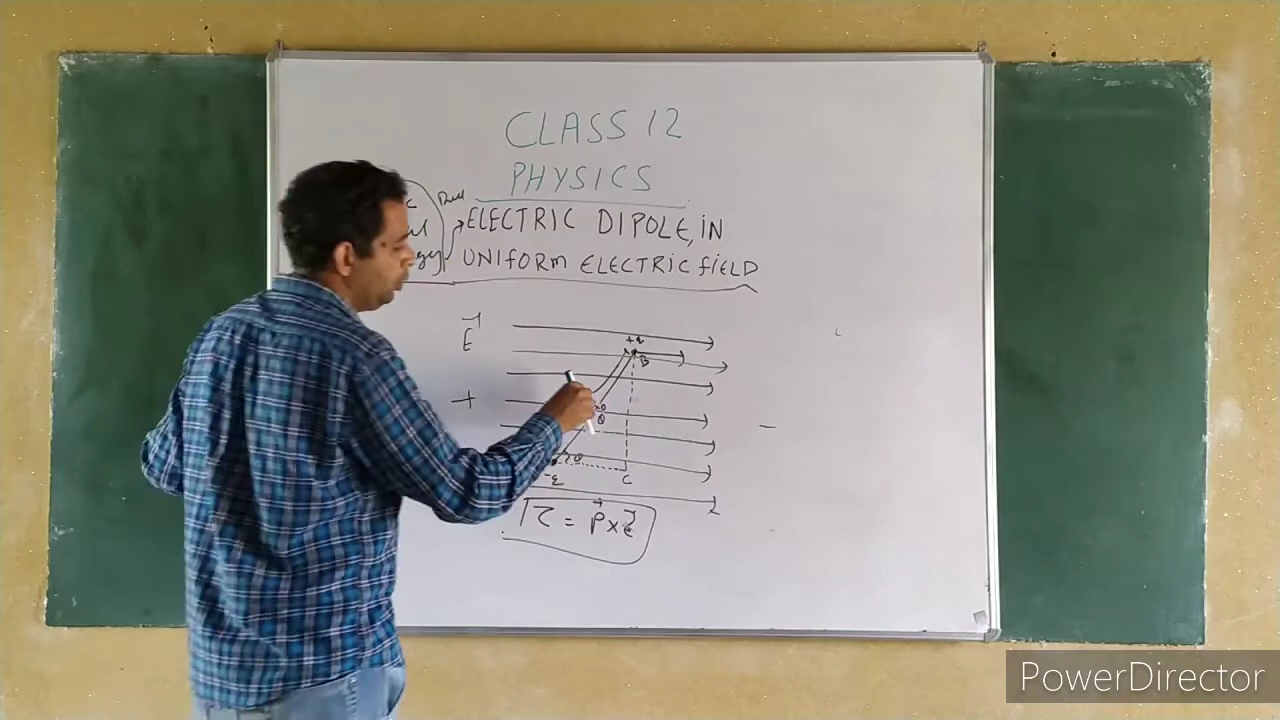 CLASS 12
PHYSICS
ELECTRIC DIPOLE, IN
UNIFORM ELECTRIC FIELD
E
+q
B
+
O
-
θ
C
τ = P x E
PowerDirector